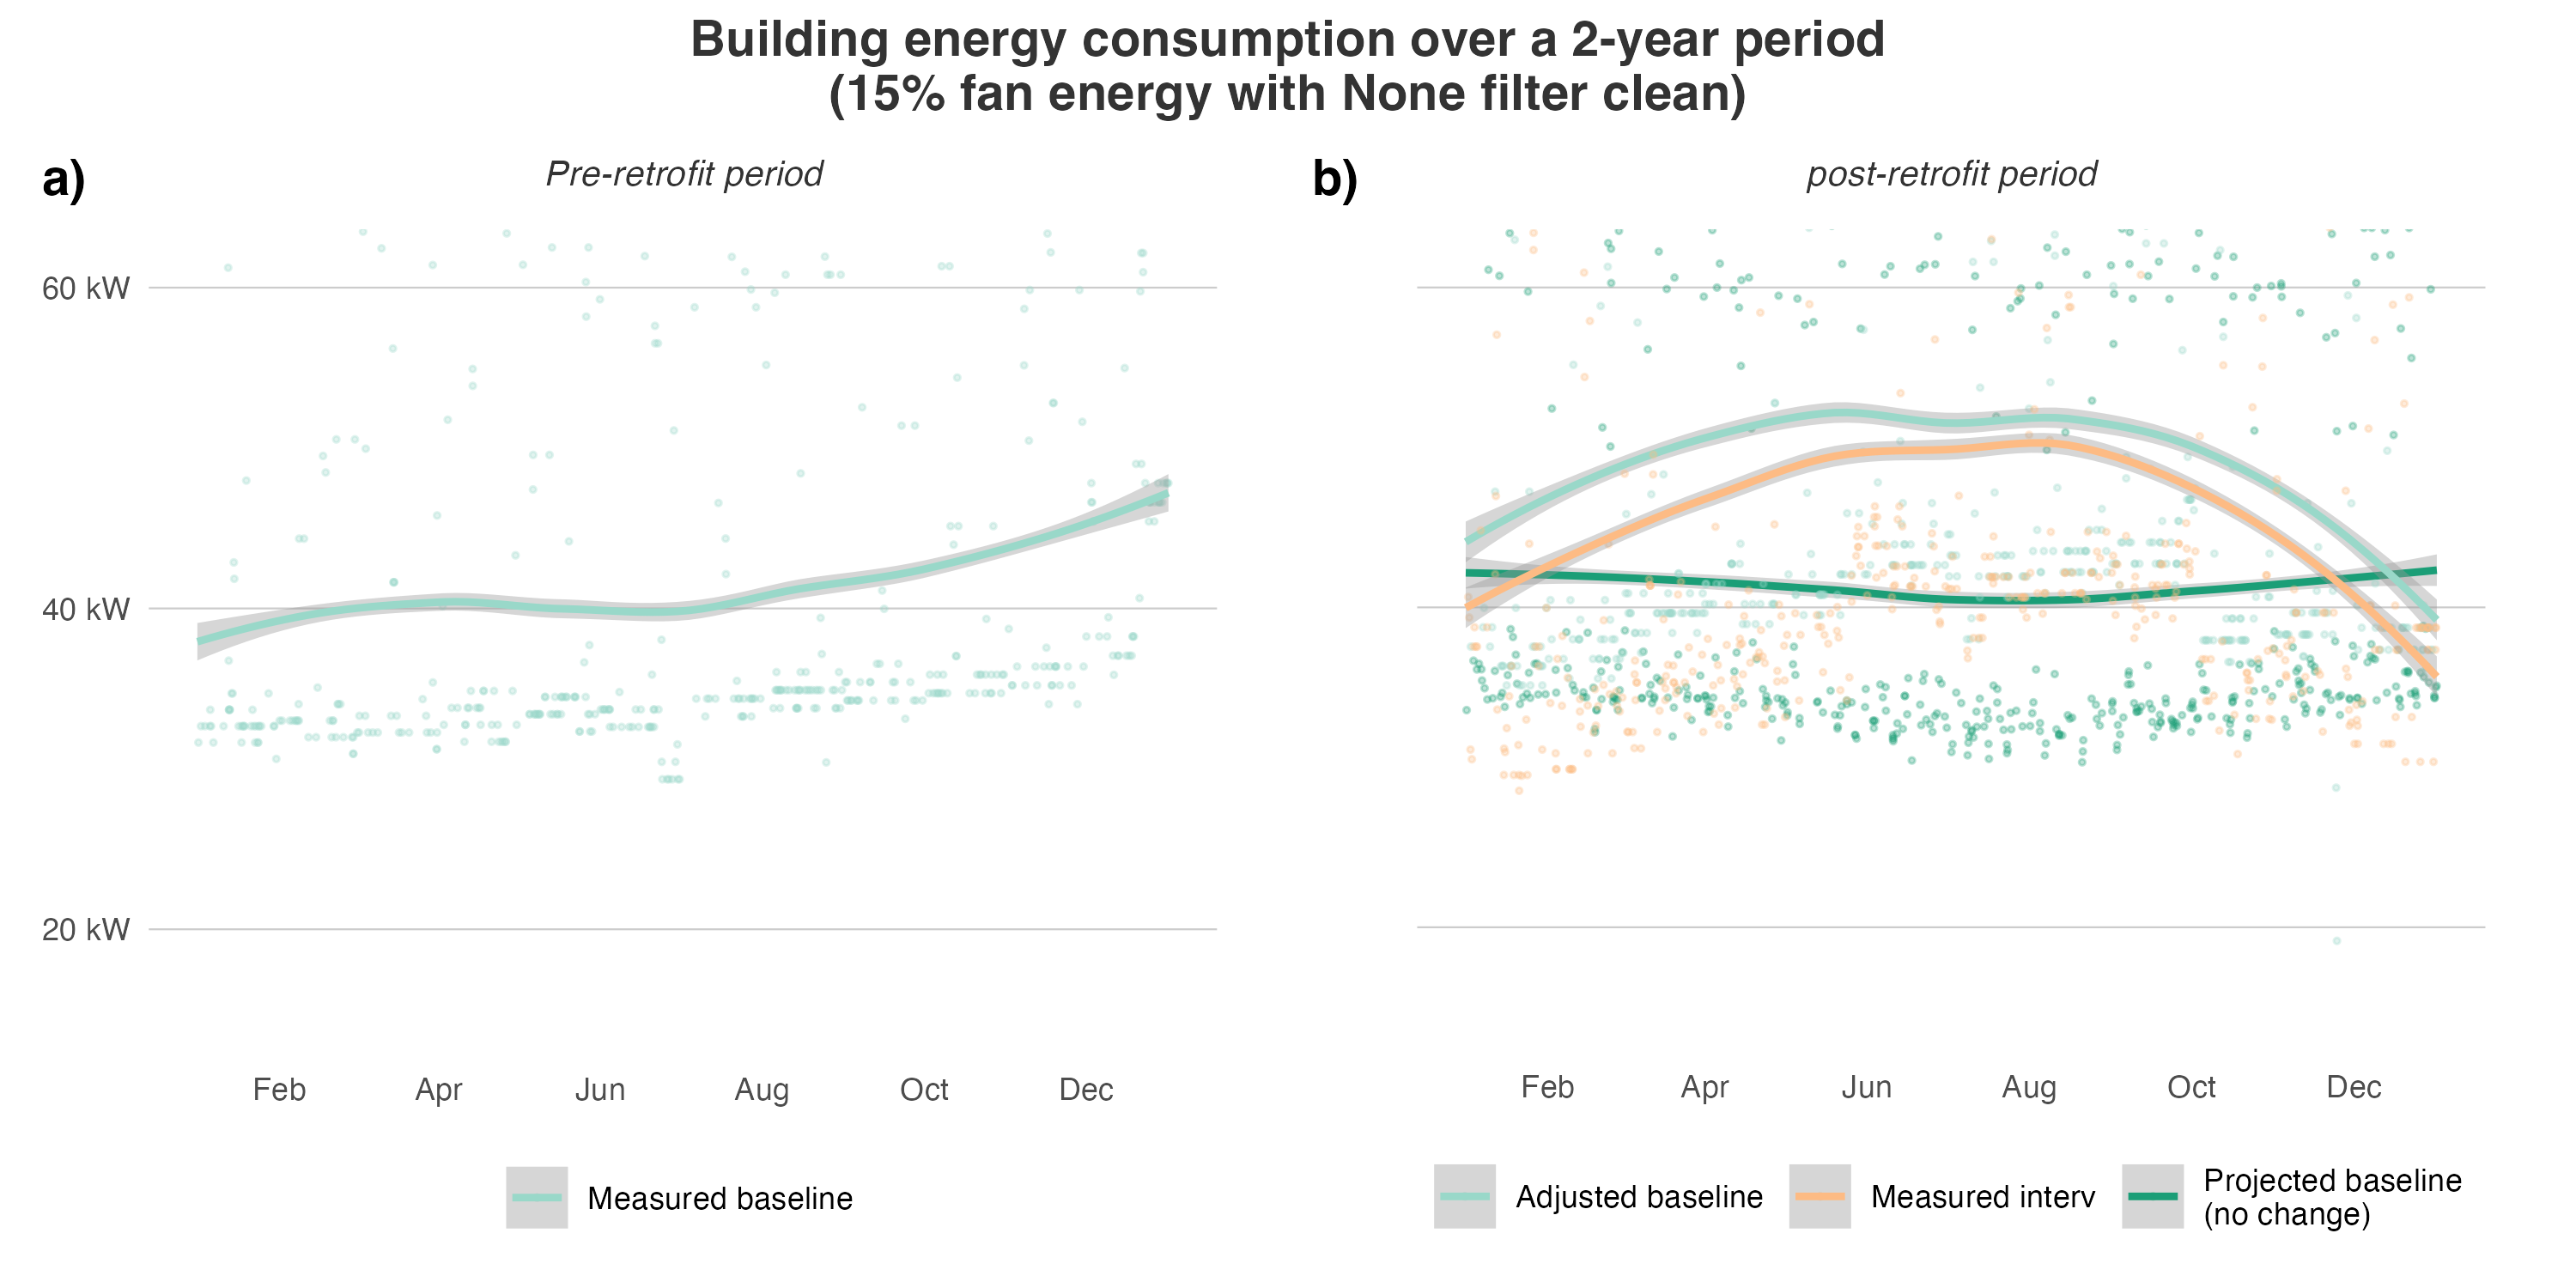 Building energy consumption over a 2-year period
(15% fan energy with None filter clean)
a)
Pre-retrofit period
60 kW
40 kW
20 kW
Feb Apr Jun Aug Oct Dec
Measured baseline
b)
post-retrofit period
Feb Apr Jun Aug Oct Dec
Adjusted baseline
Measured interv
Projected baseline
(no change)